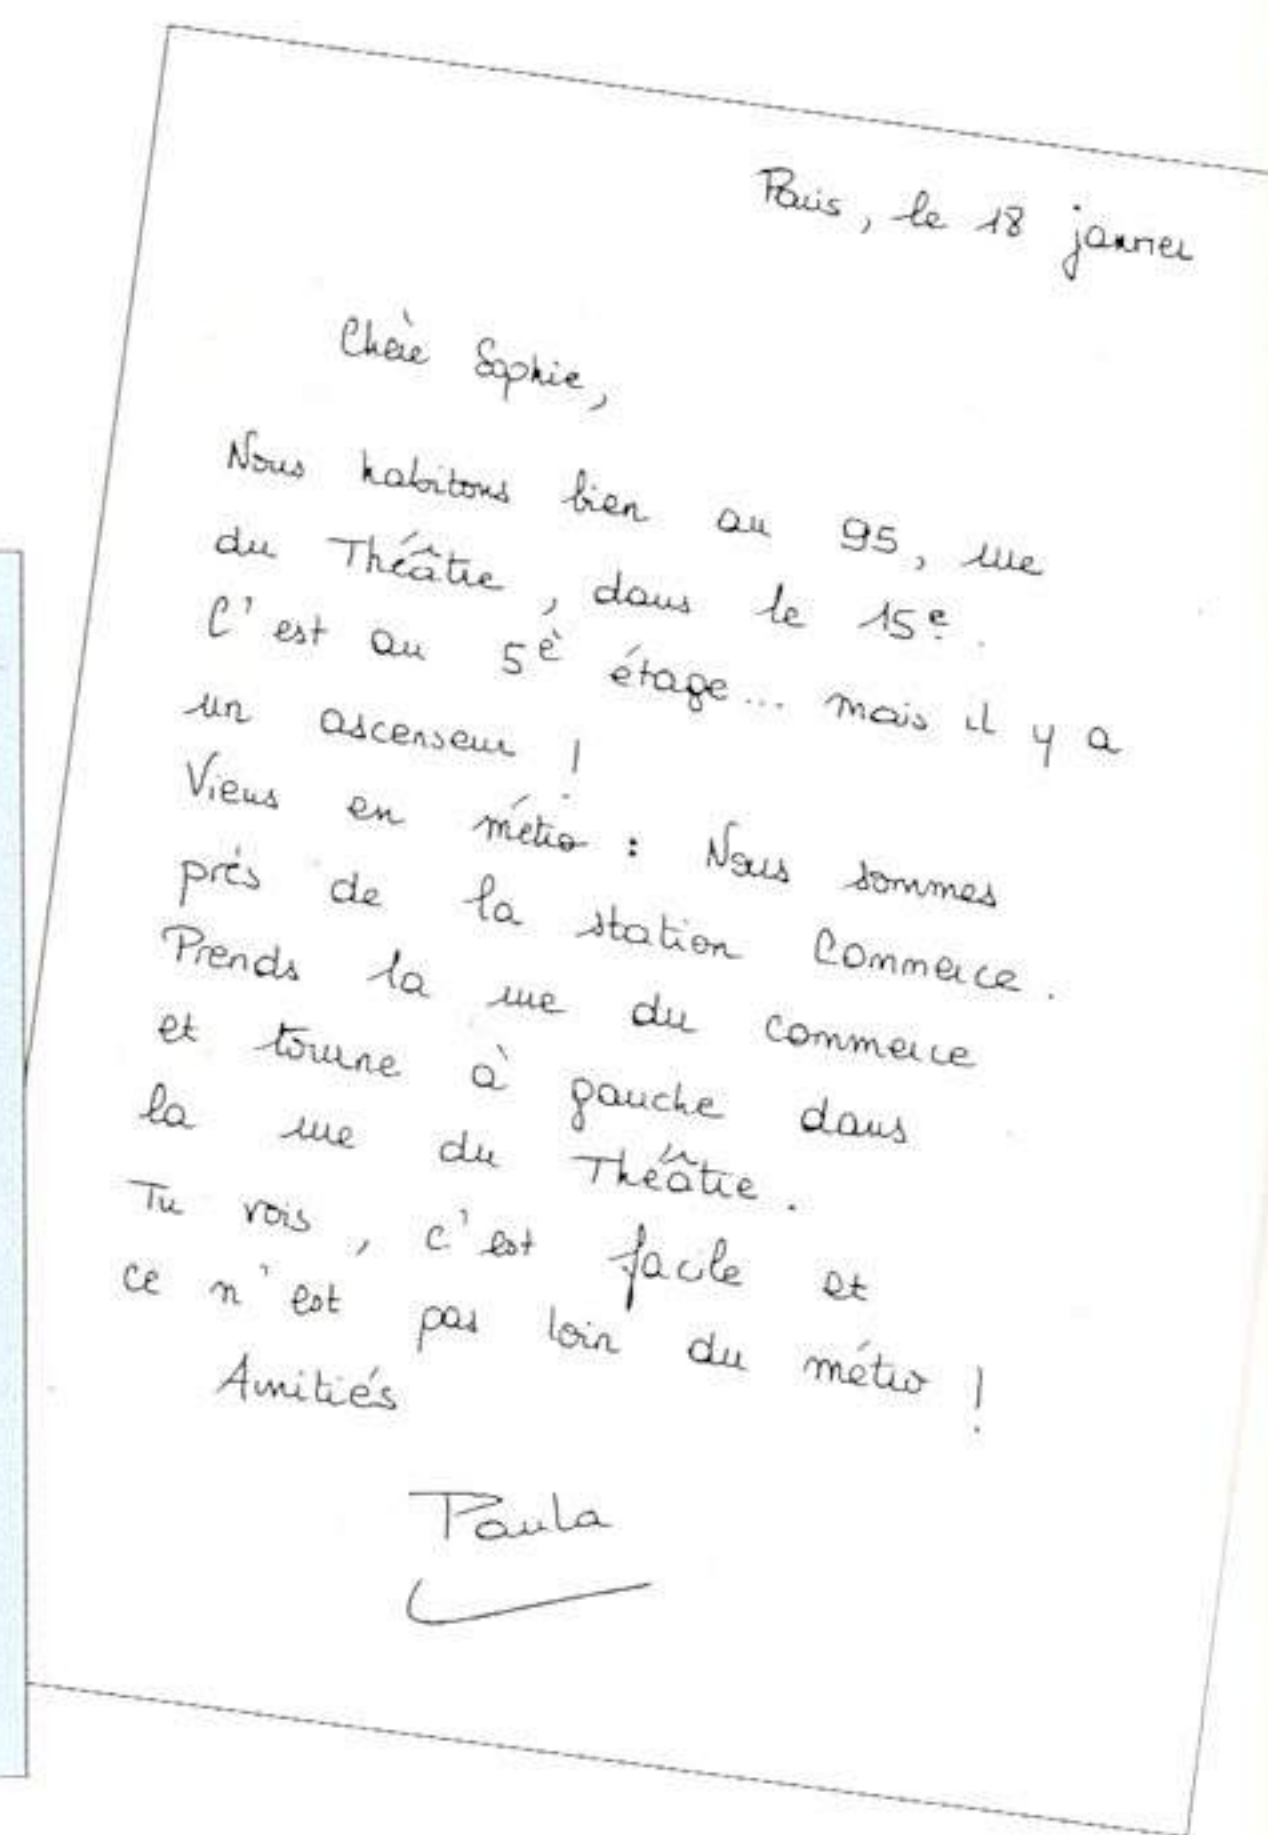 Paris, le 18 janvier
Chère Sophie,
Nous habitons bien au 95, rue
du Théâtre, dans le 15e.
C'est au 5è étage... mais il y a
un ascenseur !
Viens en métro : Nous sommes
près de la station Commerce.
Prends la rue du commerce
et tourne à gauche dans
la rue du Théâtre.
Tu vois, c'est facile et
ce n'est pas loin du métro !
Amitiés
Paula